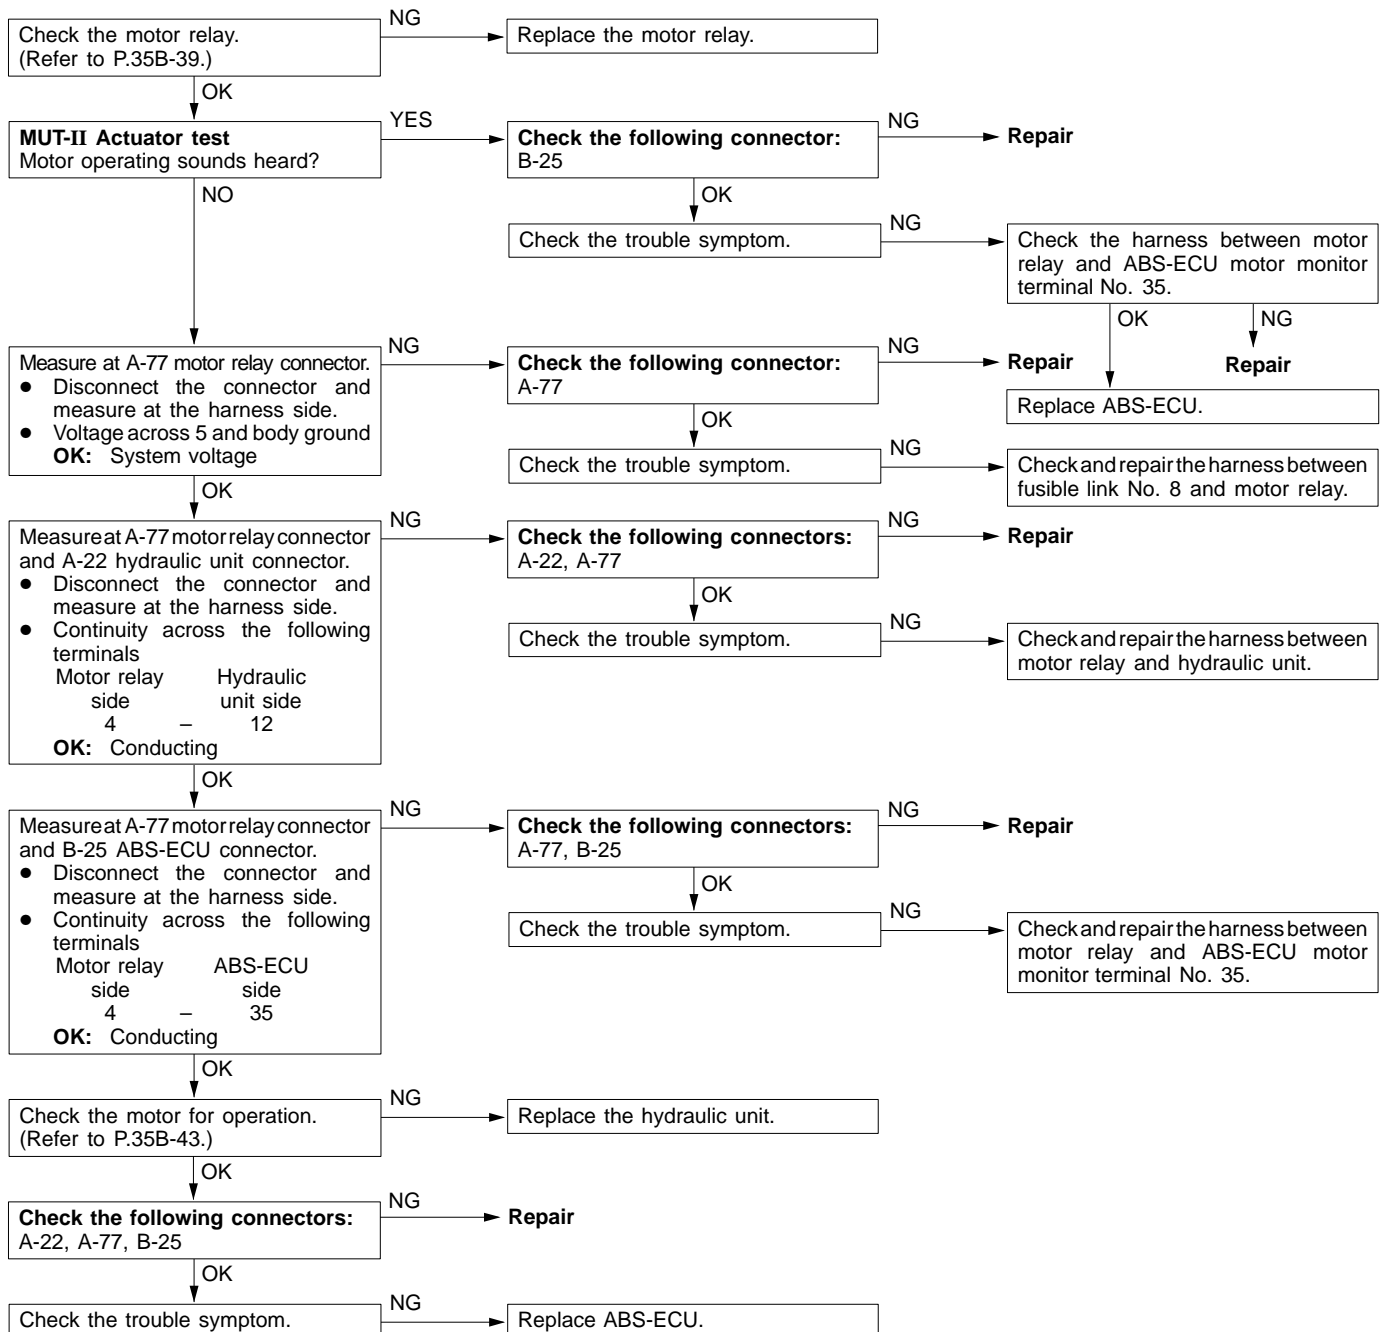 Check the motor relay.
(Refer to P.35B-39.)
NG
Replace the motor relay.
OK
MUT-II Actuator test
Motor operating sounds heard?
YES
Check the following connector:
B-25
NG
Repair
NO
OK
Check the trouble symptom.
NG
Check the harness between motor
relay and ABS-ECU motor monitor
terminal No. 35.
OK
NG
Repair
Replace ABS-ECU.
Measure at A-77 motor relay connector.
● Disconnect the connector and
measure at the harness side.
● Voltage across 5 and body ground
OK: System voltage
NG
Check the following connector:
A-77
NG
Repair
OK
Check the trouble symptom.
NG
Check and repair the harness between
fusible link No. 8 and motor relay.
OK
Measure at A-77 motor relay connector
and A-22 hydraulic unit connector.
● Disconnect the connector and
measure at the harness side.
● Continuity across the following
terminals
Motor relay Hydraulic
side unit side
4 – 12
OK: Conducting
NG
Check the following connectors:
A-22, A-77
NG
Repair
OK
Check the trouble symptom.
NG
Check and repair the harness between
motor relay and hydraulic unit.
OK
Measure at A-77 motor relay connector
and B-25 ABS-ECU connector.
● Disconnect the connector and
measure at the harness side.
● Continuity across the following
terminals
Motor relay ABS-ECU
side side
4 – 35
OK: Conducting
NG
Check the following connectors:
A-77, B-25
NG
Repair
OK
Check the trouble symptom.
NG
Check and repair the harness between
motor relay and ABS-ECU motor
monitor terminal No. 35.
OK
Check the motor for operation.
(Refer to P.35B-43.)
NG
Replace the hydraulic unit.
OK
Check the following connectors:
A-22, A-77, B-25
NG
Repair
OK
Check the trouble symptom.
NG
Replace ABS-ECU.